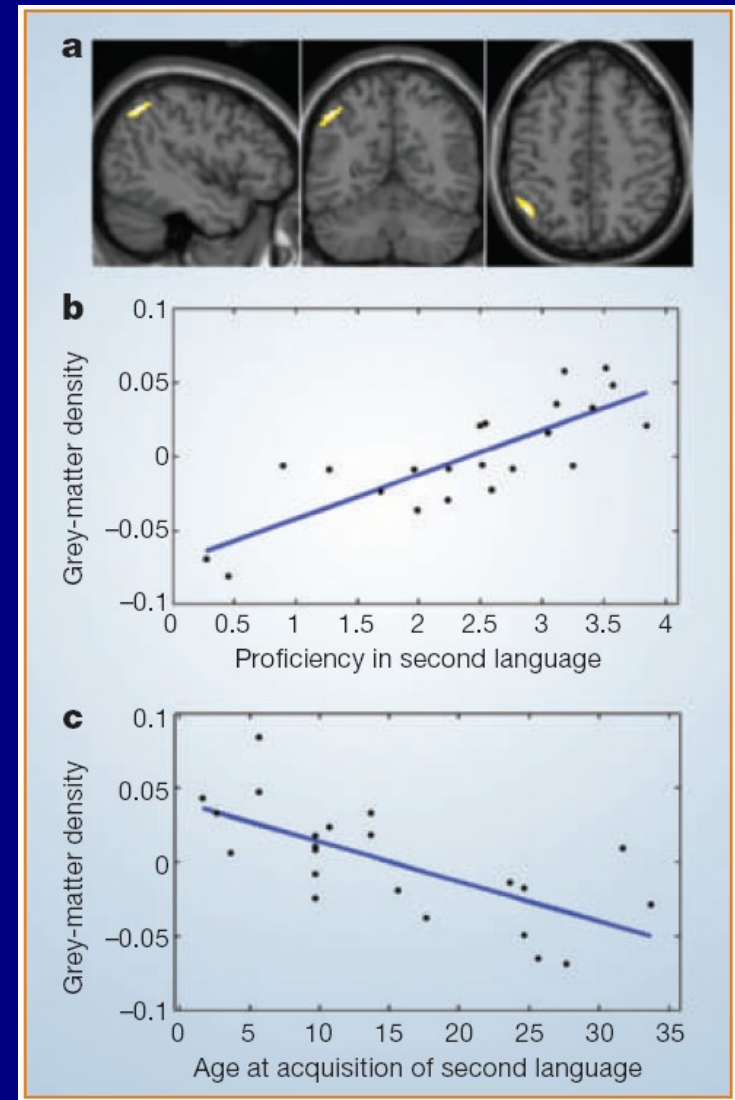 a
b
0.1
0.05
0
–0.05
–0.1
Grey-matter density
0 0.5 1 1.5 2 2.5 3 3.5 4
Proficiency in second language
c
0.1
0.05
0
–0.05
–0.1
Grey-matter density
0 5 10 15 20 25 30 35
Age at acquisition of second language